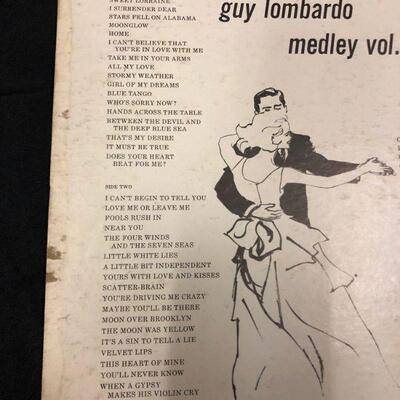 guy lombardo
medley vol.
SWEET LORRAINE
I SURRENDER DEAR
STARS FELL ON ALABAMA
MOONGLOW
HOME
I CAN'T BELIEVE THAT
YOU'RE IN LOVE WITH ME
TAKE ME IN YOUR ARMS
ALL MY LOVE
STORMY WEATHER
GIRL OF MY DREAMS
BLUE TANGO
WHO'S SORRY NOW?
HANDS ACROSS THE TABLE
BETWEEN THE DEVIL AND
THE DEEP BLUE SEA
THAT'S MY DESIRE
IT MUST BE TRUE
DOES YOUR HEART
BEAT FOR ME?
SIDE TWO
I CAN'T BEGIN TO TELL YOU
LOVE ME OR LEAVE ME
FOOLS RUSH IN
NEAR YOU
THE FOUR WINDS
AND THE SEVEN SEAS
LITTLE WHITE LIES
A LITTLE BIT INDEPENDENT
YOURS WITH LOVE AND KISSES
SCATTER-BRAIN
YOU'RE DRIVING ME CRAZY
MAYBE YOU'LL BE THERE
MOON OVER BROOKLYN
THE MOON WAS YELLOW
IT'S A SIN TO TELL A LIE
VELVET LIPS
THIS HEART OF MINE
YOU'LL NEVER KNOW
WHEN A GYPSY
MAKES HIS VIOLIN CRY